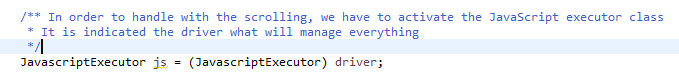 /** In order to handle with the scrolling, we have to activate the JavaScript executor class
* It is indicated the driver what will manage everything
*/
JavascriptExecutor js = (JavascriptExecutor) driver;